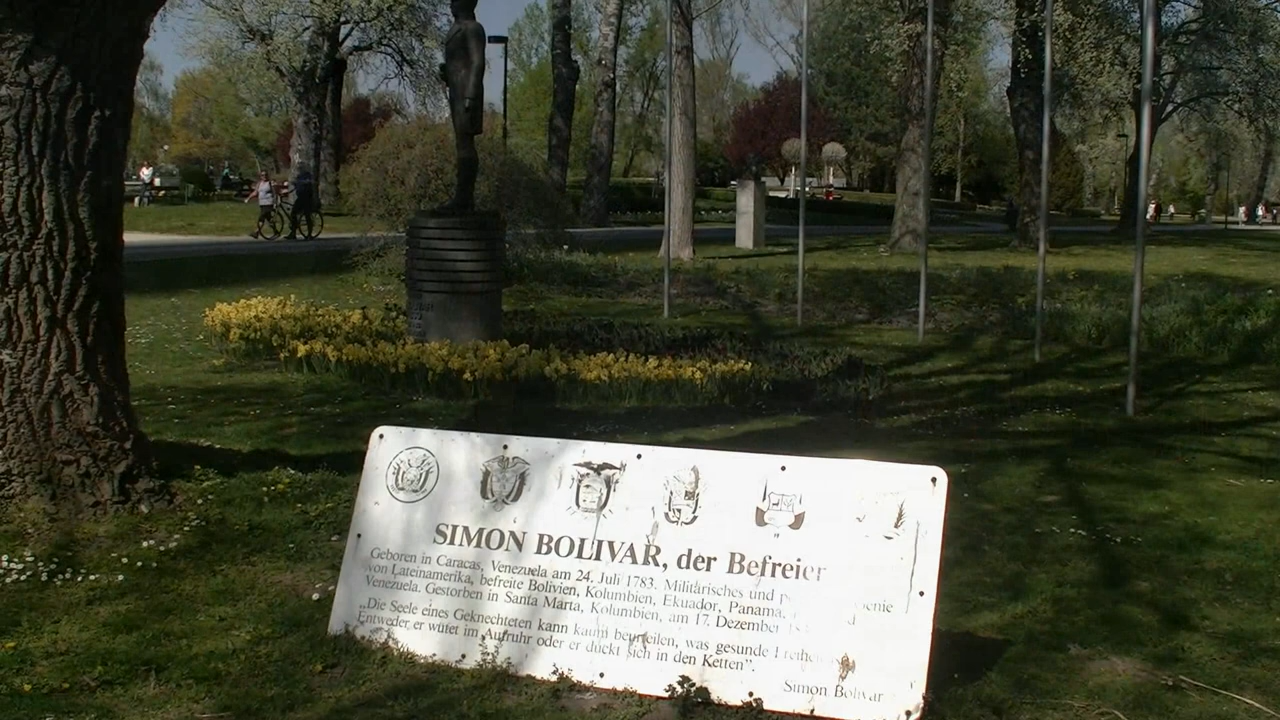 SIMON BOLIVAR, der Befreier
Geboren in Caracas, Venezuela am 24. Juli 1783. Militärisches und
von Lateinamerika, befreite Bolivien, Kolumbien, Ekuador, Panama,
Venezuela. Gestorben in Santa Marta, Kolumbien, am 17. Dezember
„Die Seele eines Geknechteten kann kaum beurteilen, was gesunde Freiheit
Entweder er wütet im Aufruhr oder er duckt sich in den Ketten".
Simon Bolivar